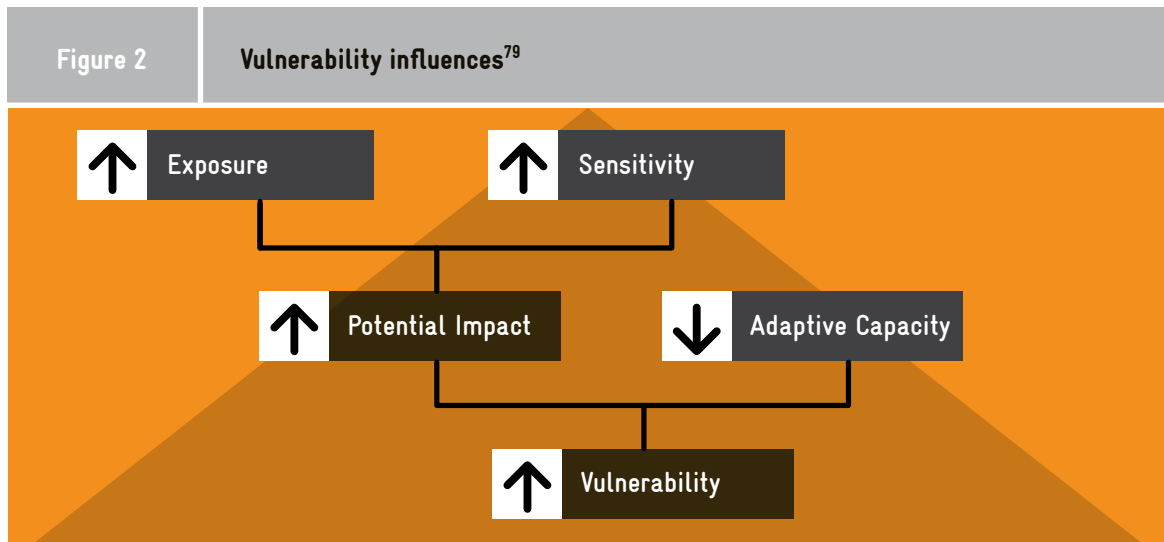 Figure 2
Vulnerability influences⁷⁹
Exposure
Sensitivity
Potential Impact
Adaptive Capacity
Vulnerability